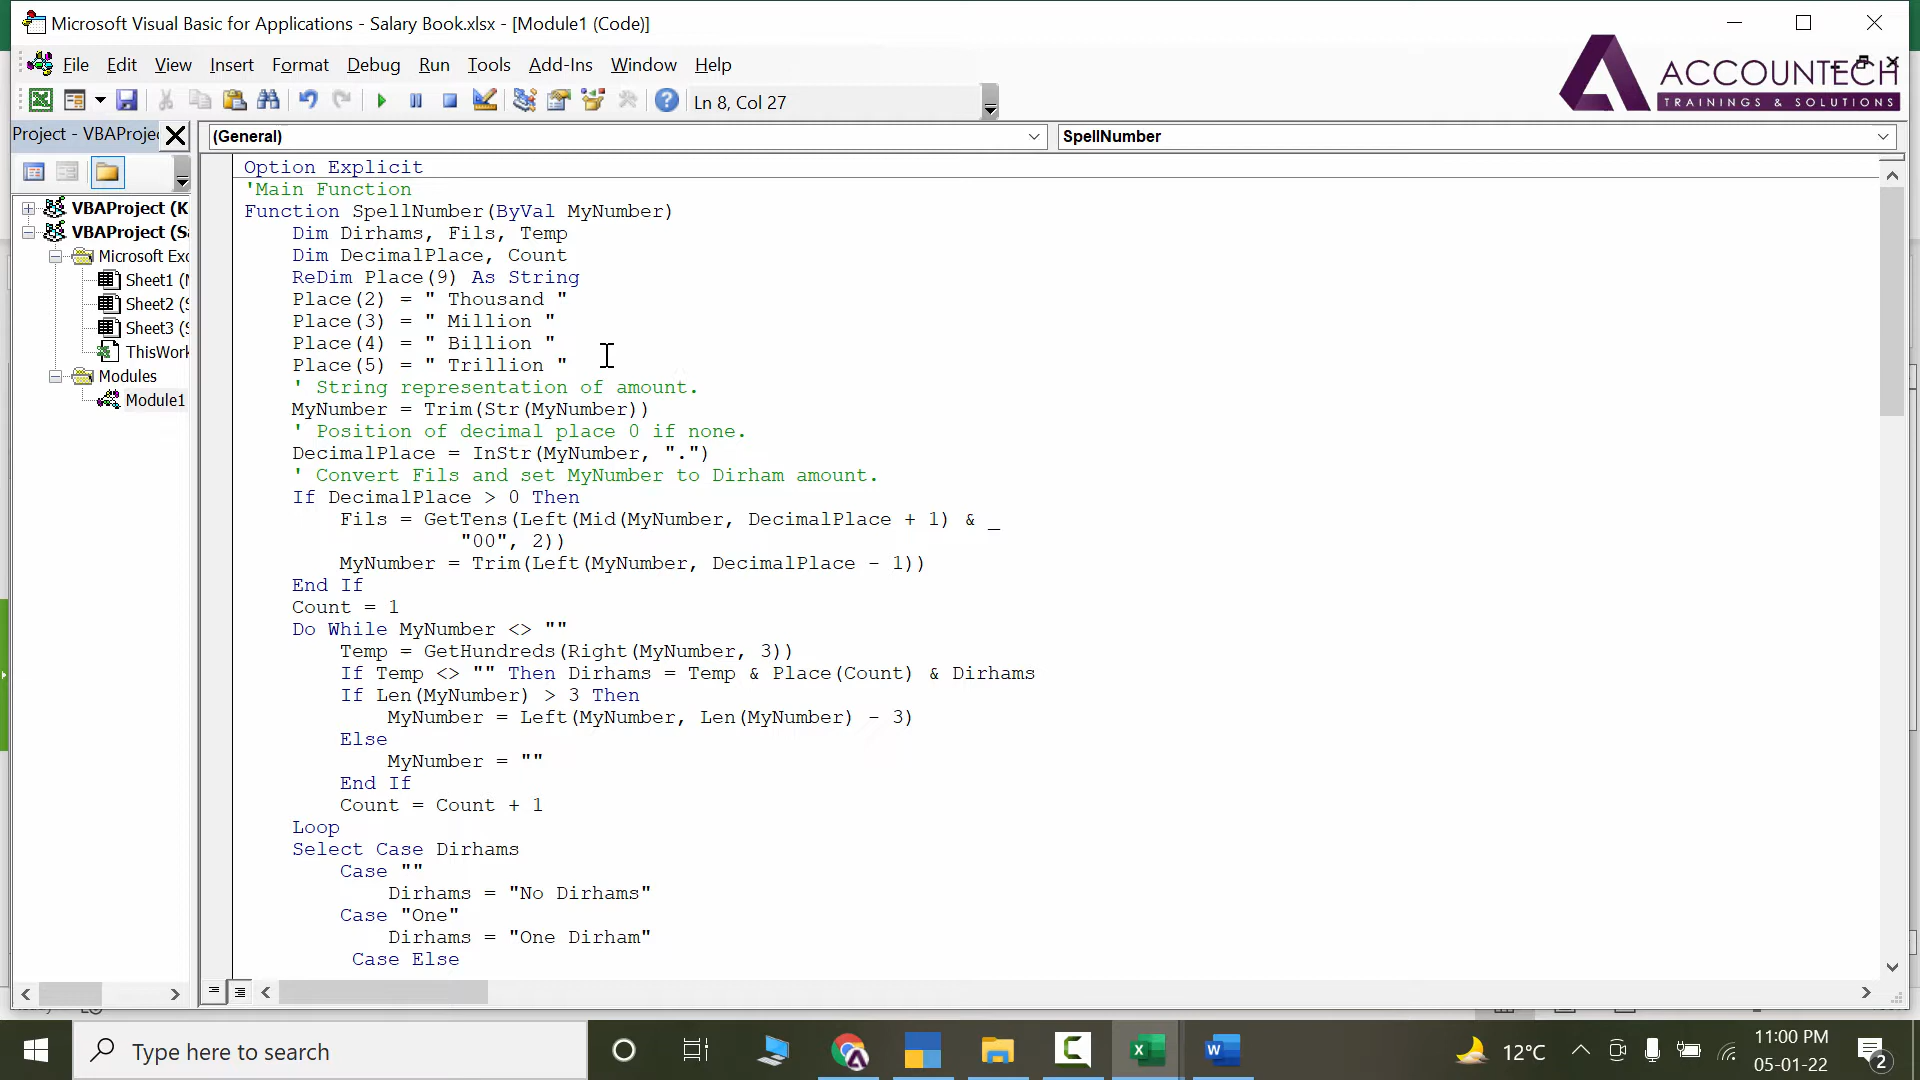 Microsoft Visual Basic for Applications - Salary Book.xlsx - [Module1 (Code)]
File Edit View Insert Format Debug Run Tools Add-Ins Window Help
ACCOUNTECH
TRAININGS & SOLUTIONS
Ln 8, Col 27
Project - VBAProje
(General)
SpellNumber
VBAProject (K
VBAProject (Sa
Microsoft Exc
Sheet1 (M
Sheet2 (S
Sheet3 (S
ThisWork
Modules
Module1
Option Explicit
'Main Function
Function SpellNumber(ByVal MyNumber)
    Dim Dirhams, Fils, Temp
    Dim DecimalPlace, Count
    ReDim Place(9) As String
    Place(2) = " Thousand "
    Place(3) = " Million "
    Place(4) = " Billion "
    Place(5) = " Trillion "
    ' String representation of amount.
    MyNumber = Trim(Str(MyNumber))
    ' Position of decimal place 0 if none.
    DecimalPlace = InStr(MyNumber, ".")
    ' Convert Fils and set MyNumber to Dirham amount.
    If DecimalPlace > 0 Then
        Fils = GetTens(Left(Mid(MyNumber, DecimalPlace + 1) & _
                  "00", 2))
        MyNumber = Trim(Left(MyNumber, DecimalPlace - 1))
    End If
    Count = 1
    Do While MyNumber <> ""
        Temp = GetHundreds(Right(MyNumber, 3))
        If Temp <> "" Then Dirhams = Temp & Place(Count) & Dirhams
        If Len(MyNumber) > 3 Then
            MyNumber = Left(MyNumber, Len(MyNumber) - 3)
        Else
            MyNumber = ""
        End If
        Count = Count + 1
    Loop
    Select Case Dirhams
        Case ""
            Dirhams = "No Dirhams"
        Case "One"
            Dirhams = "One Dirham"
         Case Else
Type here to search
12°C
11:00 PM
05-01-22
2